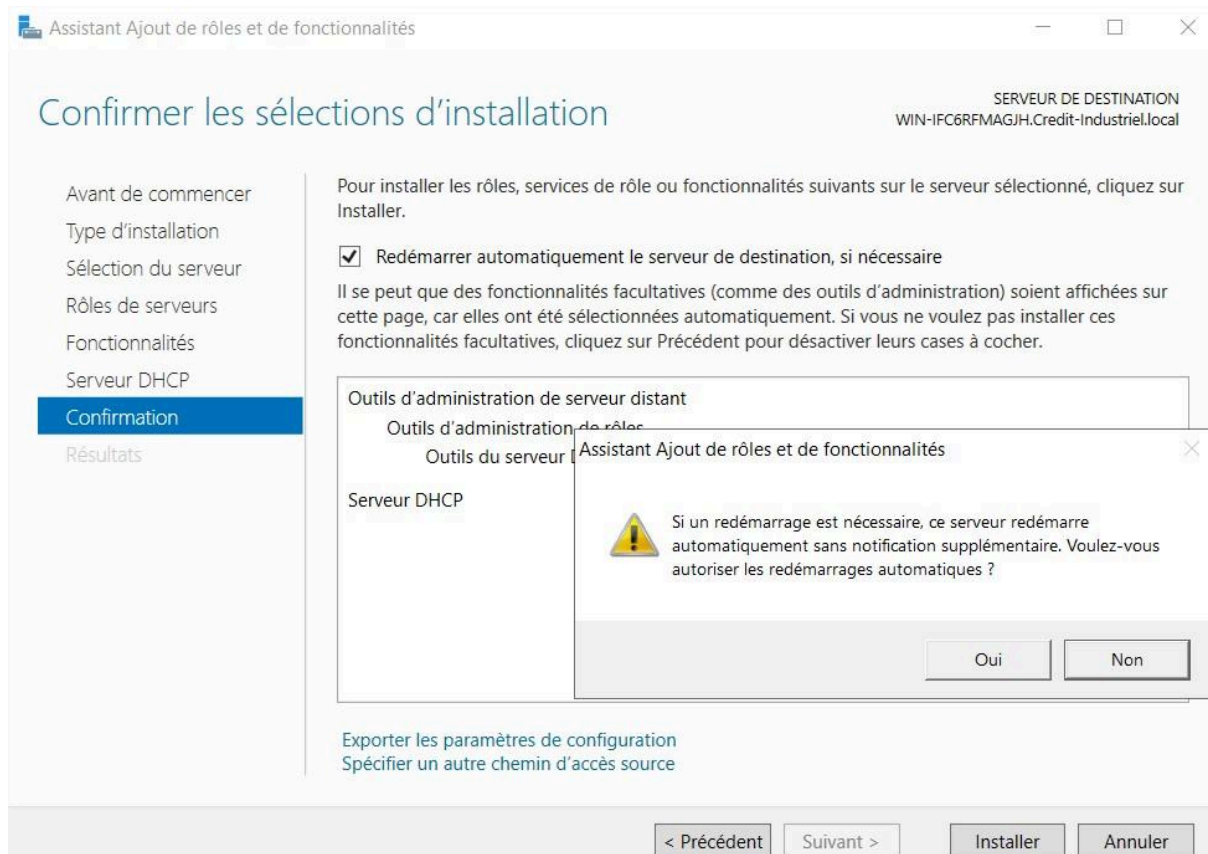 Assistant Ajout de rôles et de fonctionnalités
Confirmer les sélections d'installation
SERVEUR DE DESTINATION
WIN-IFC6RFMAGJH.Credit-Industriel.local
Avant de commencer
Type d'installation
Sélection du serveur
Rôles de serveurs
Fonctionnalités
Serveur DHCP
Confirmation
Résultats
Pour installer les rôles, services de rôle ou fonctionnalités suivants sur le serveur sélectionné, cliquez sur
Installer.
Redémarrer automatiquement le serveur de destination, si nécessaire
Il se peut que des fonctionnalités facultatives (comme des outils d'administration) soient affichées sur
cette page, car elles ont été sélectionnées automatiquement. Si vous ne voulez pas installer ces
fonctionnalités facultatives, cliquez sur Précédent pour désactiver leurs cases à cocher.
Outils d'administration de serveur distant
Outils d'administration de rôles
Outils du serveur
Serveur DHCP
Assistant Ajout de rôles et de fonctionnalités
Si un redémarrage est nécessaire, ce serveur redémarre
automatiquement sans notification supplémentaire. Voulez-vous
autoriser les redémarrages automatiques ?
Oui
Non
Exporter les paramètres de configuration
Spécifier un autre chemin d'accès source
< Précédent
Suivant >
Installer
Annuler